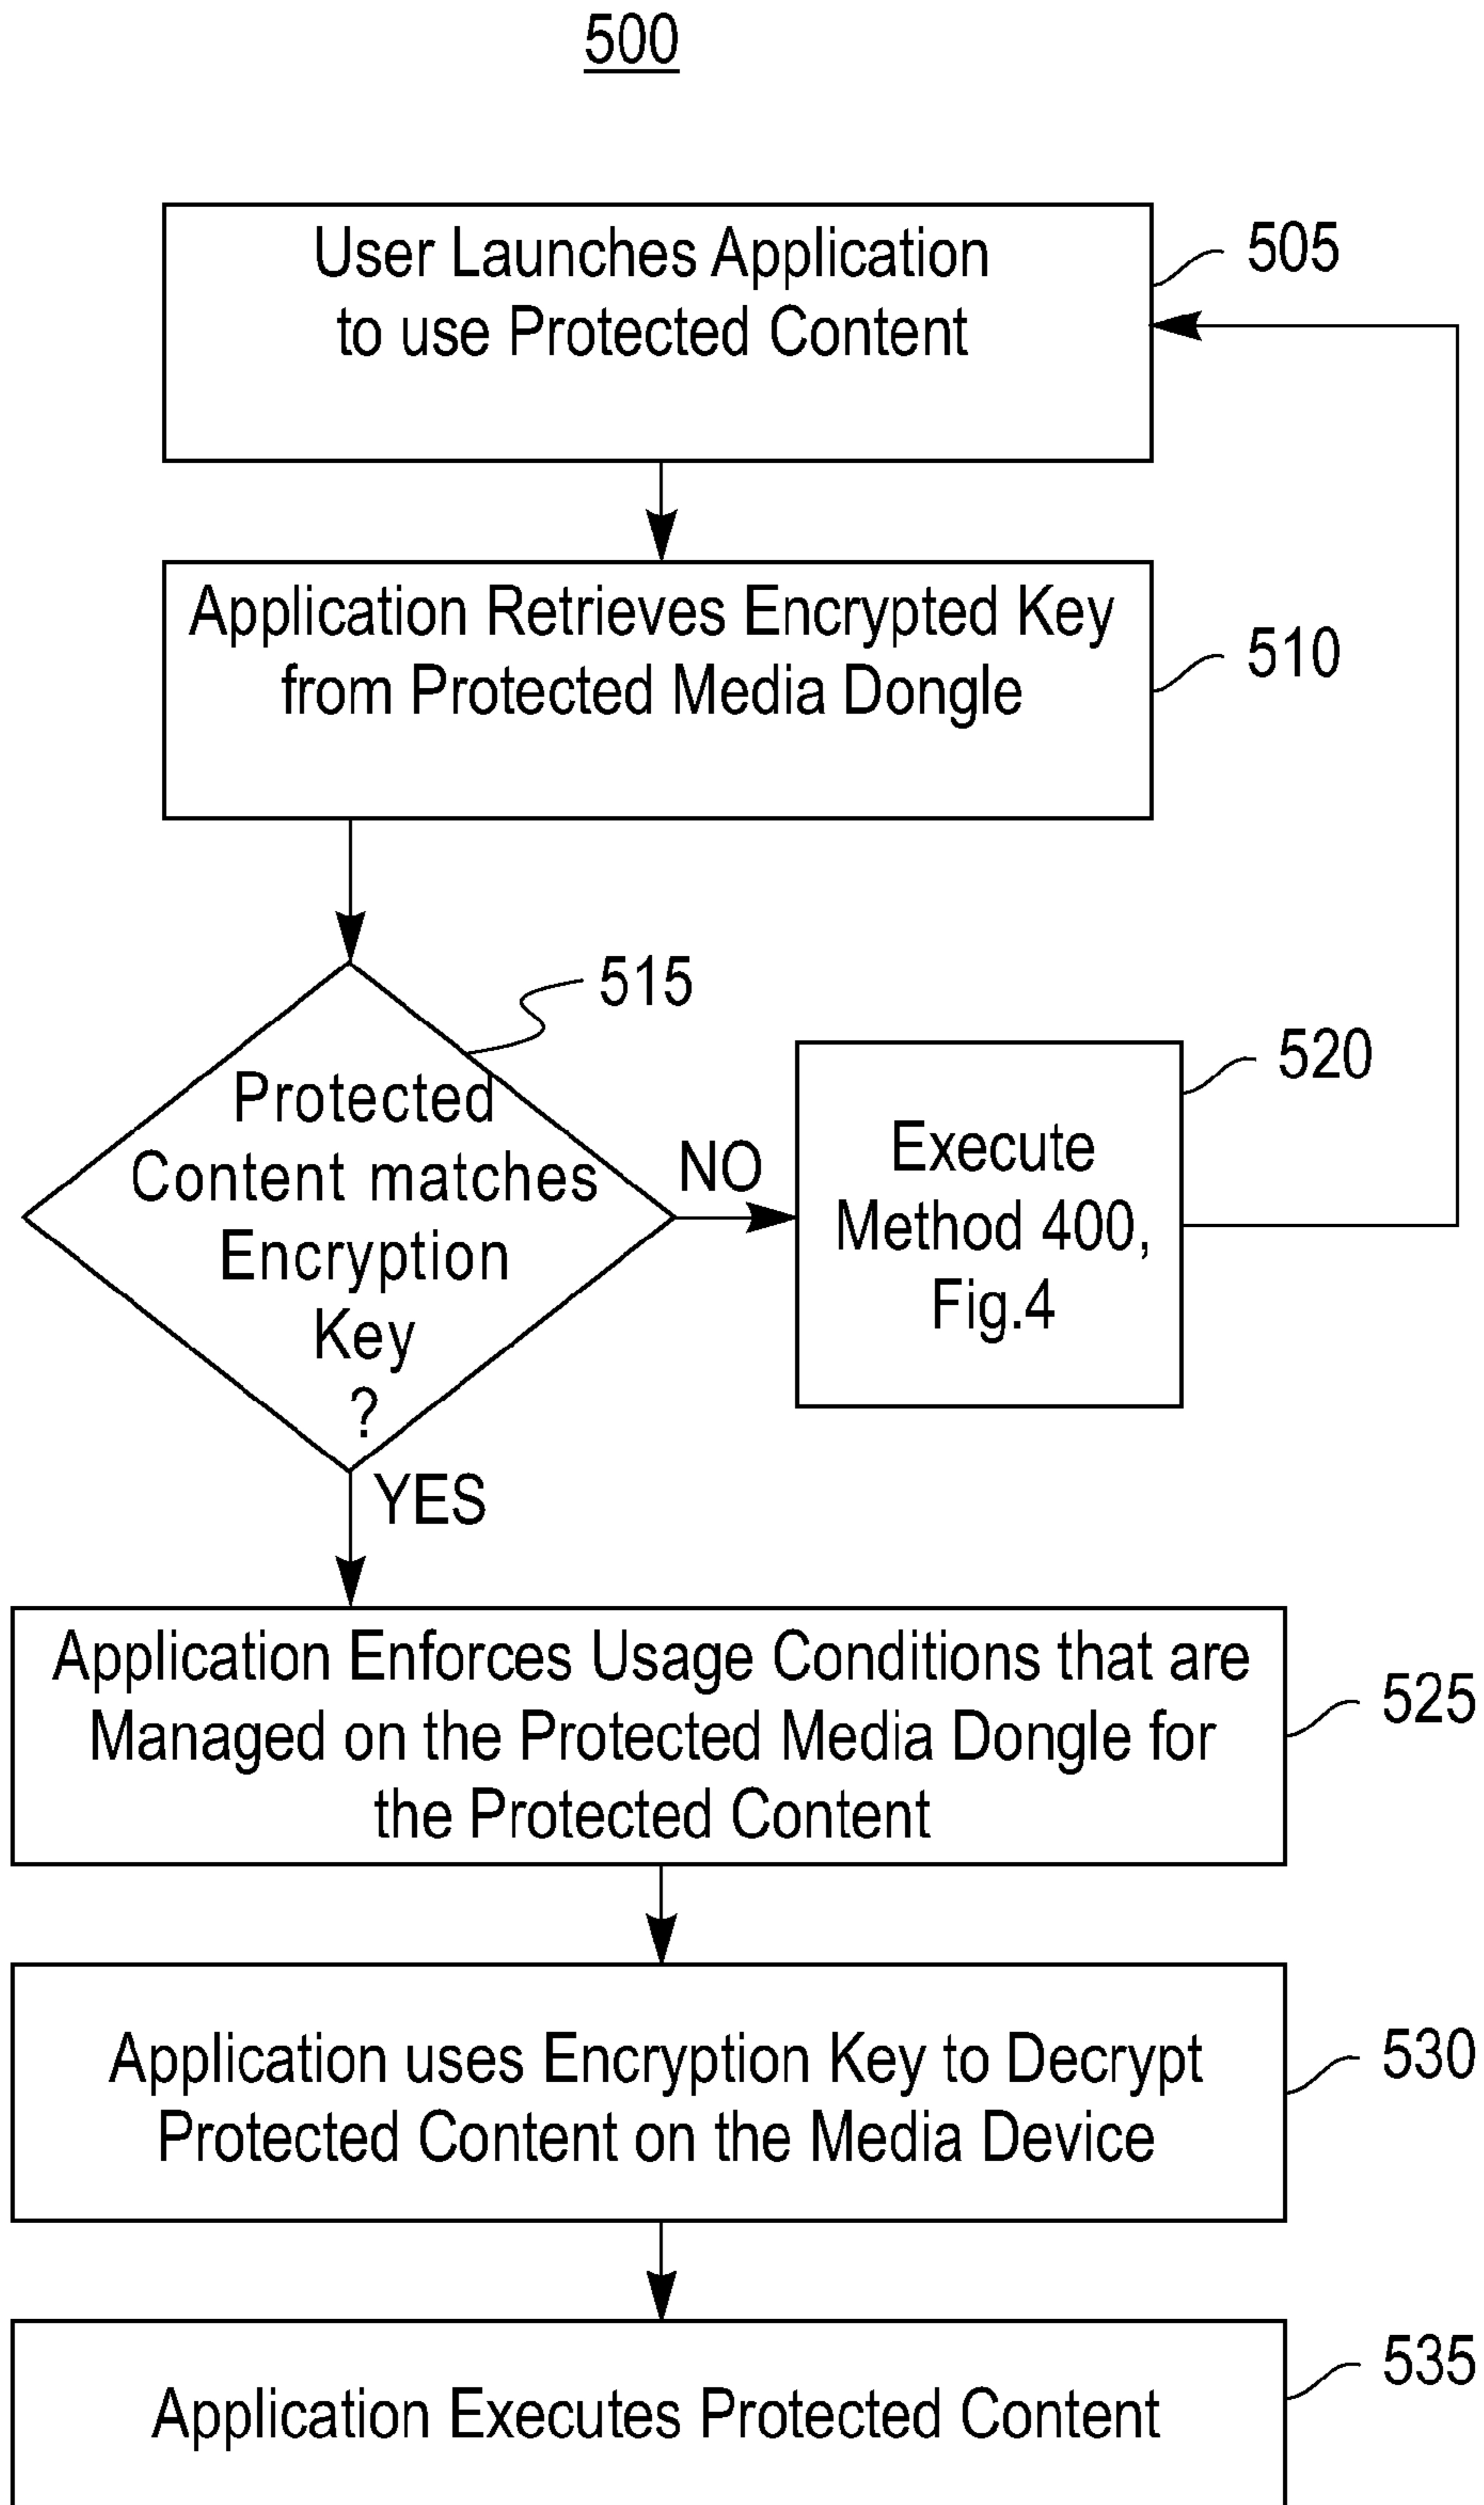 500
User Launches Application
to use Protected Content
505
Application Retrieves Encrypted Key
from Protected Media Dongle
510
515
Protected
Content matches
Encryption
Key
?
NO
520
Execute
Method 400,
Fig.4
YES
Application Enforces Usage Conditions that are
Managed on the Protected Media Dongle for
the Protected Content
525
Application uses Encryption Key to Decrypt
Protected Content on the Media Device
530
Application Executes Protected Content
535